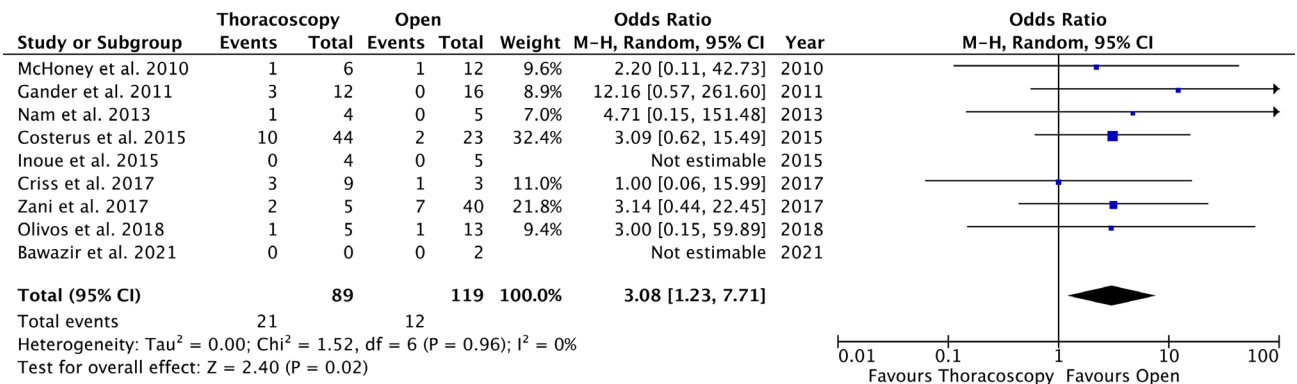 Thoracoscopy Open Odds Ratio Odds Ratio
Study or Subgroup Events Total Events Total Weight M-H, Random, 95% CI Year M-H, Random, 95% CI
McHoney et al. 2010 1 6 1 12 9.6% 2.20 [0.11, 42.73] 2010
Gander et al. 2011 3 12 0 16 8.9% 12.16 [0.57, 261.60] 2011
Nam et al. 2013 1 4 0 5 7.0% 4.71 [0.15, 151.48] 2013
Costerus et al. 2015 10 44 2 23 32.4% 3.09 [0.62, 15.49] 2015
Inoue et al. 2015 0 4 0 5 Not estimable 2015
Criss et al. 2017 3 9 1 3 11.0% 1.00 [0.06, 15.99] 2017
Zani et al. 2017 2 5 7 40 21.8% 3.14 [0.44, 22.45] 2017
Olivos et al. 2018 1 5 1 13 9.4% 3.00 [0.15, 59.89] 2018
Bawazir et al. 2021 0 0 0 2 Not estimable 2021
Total (95% CI) 89 119 100.0% 3.08 [1.23, 7.71]
Total events 21 12
Heterogeneity: Tau² = 0.00; Chi² = 1.52, df = 6 (P = 0.96); I² = 0%
Test for overall effect: Z = 2.40 (P = 0.02)
0.01 0.1 1 10 100
Favours Thoracoscopy Favours Open